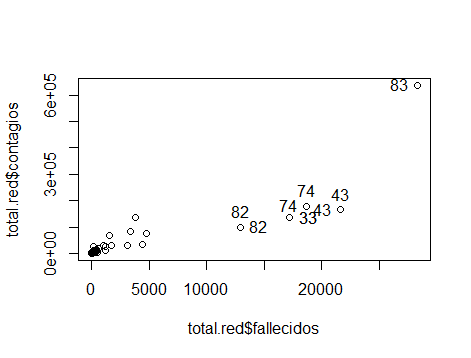 83
74
74
43
43
33
82
82
total.red$contagios
0e+00
3e+05
6e+05
0
5000
10000
20000
total.red$fallecidos